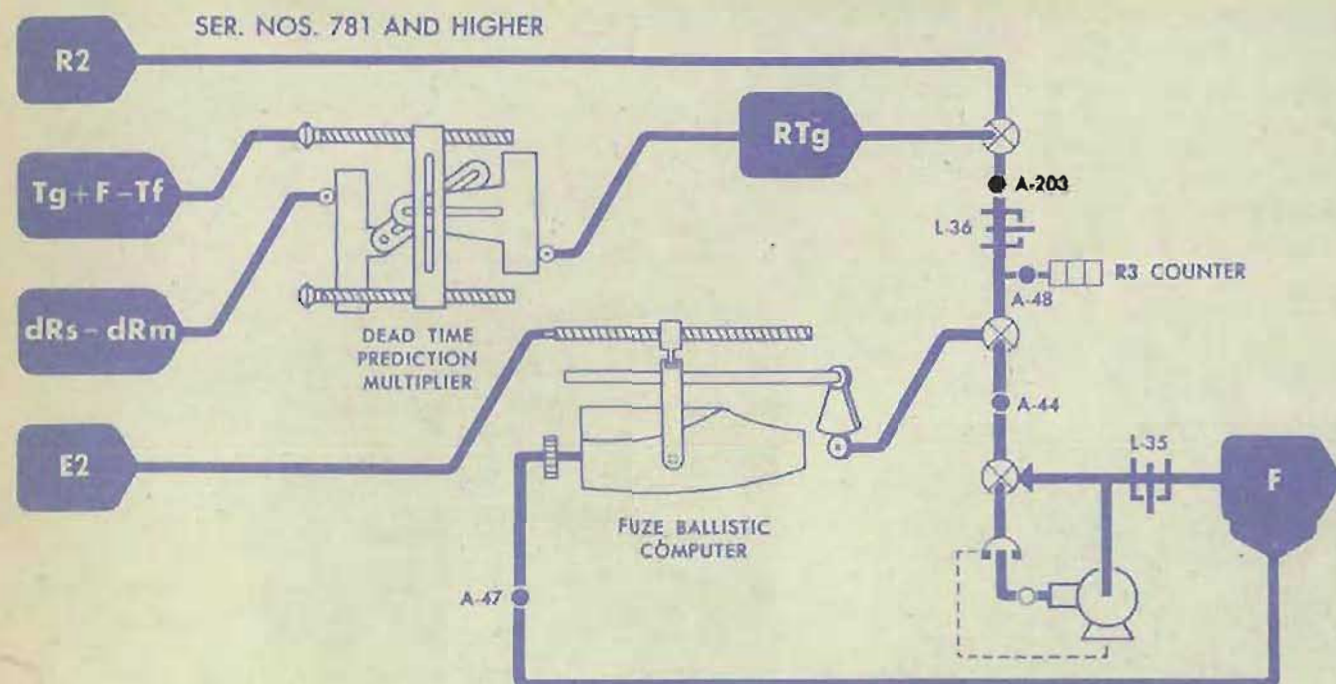 SER. NOS. 781 AND HIGHER
R2
RTg
Tg+F-Tf
A-203
L-36
R3 COUNTER
A-48
dRs-dRm
DEAD TIME
PREDICTION
MULTIPLIER
A-44
L-35
E2
F
FUZE BALLISTIC
COMPUTER
A-47